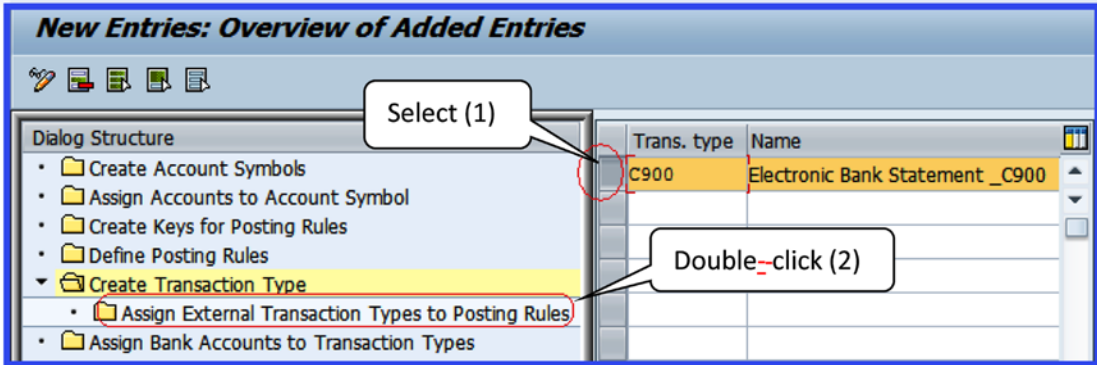 New Entries: Overview of Added Entries
Select (1)
Dialog Structure
Create Account Symbols
Assign Accounts to Account Symbol
Create Keys for Posting Rules
Define Posting Rules
Create Transaction Type
Assign External Transaction Types to Posting Rules
Assign Bank Accounts to Transaction Types
Trans. type Name
C900 Electronic Bank Statement _C900
Double--click (2)